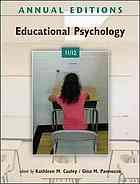 ANNUAL EDITIONS
Educational Psychology
11/12
edited by Kathleen M. Cauley / Gina M. Pannozzo